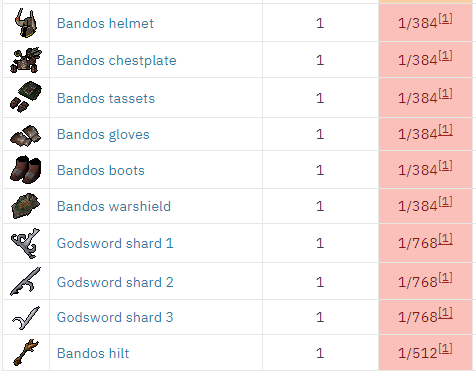 Bandos helmet 1 1/384[1]
Bandos chestplate 1 1/384[1]
Bandos tassets 1 1/384[1]
Bandos gloves 1 1/384[1]
Bandos boots 1 1/384[1]
Bandos warshield 1 1/384[1]
Godsword shard 1 1 1/768[1]
Godsword shard 2 1 1/768[1]
Godsword shard 3 1 1/768[1]
Bandos hilt 1 1/512[1]